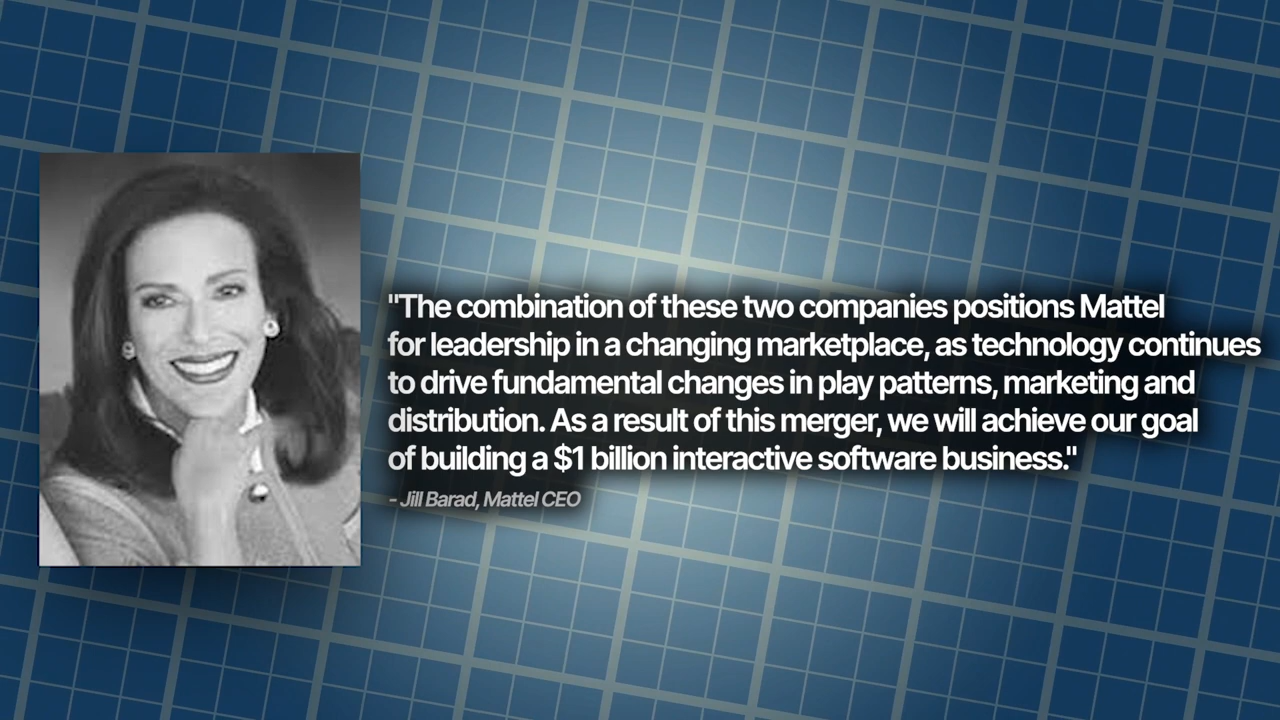 "The combination of these two companies positions Mattel
for leadership in a changing marketplace, as technology continues
to drive fundamental changes in play patterns, marketing and
distribution. As a result of this merger, we will achieve our goal
of building a $1 billion interactive software business."
- Jill Barad, Mattel CEO